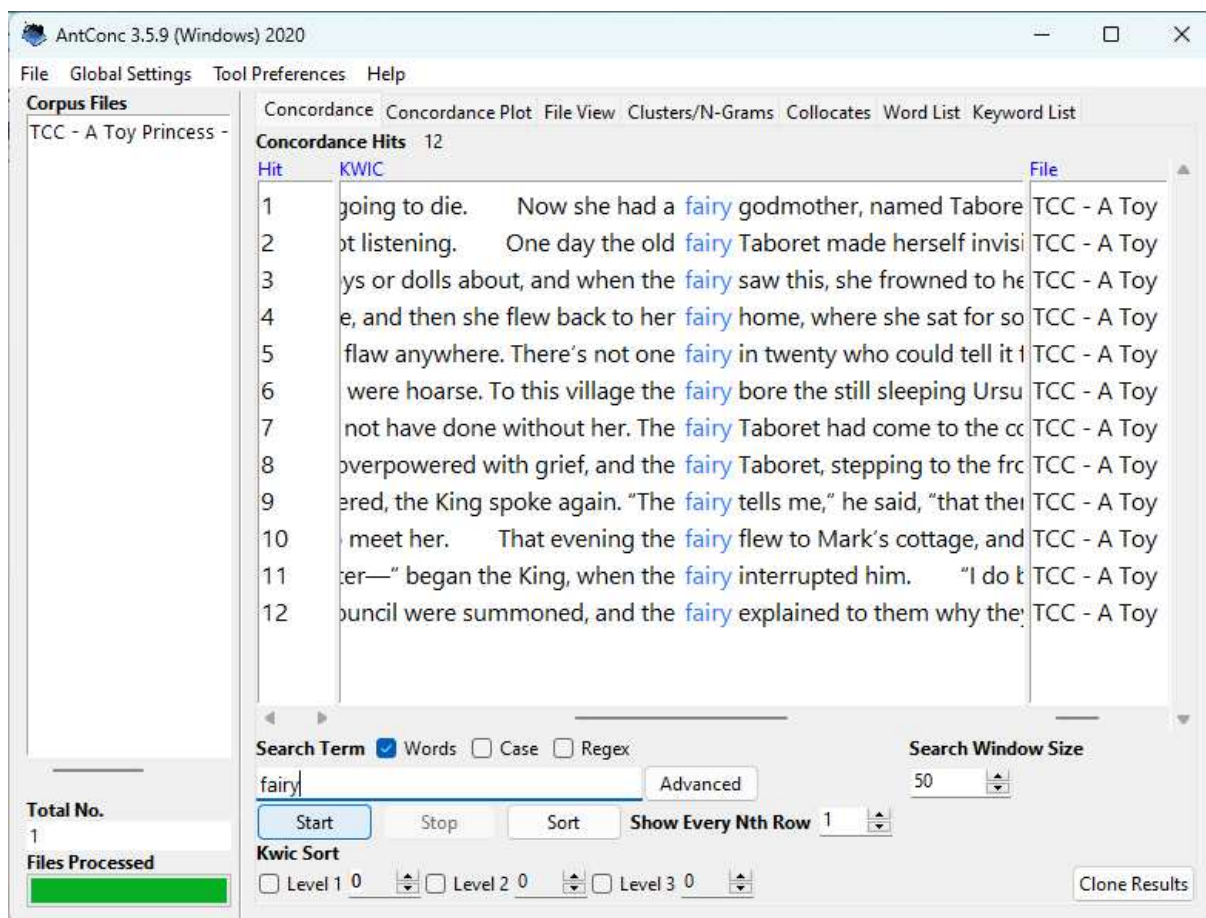 AntConc 3.5.9 (Windows) 2020
File Global Settings Tool Preferences Help
Corpus Files
TCC - A Toy Princess -
Concordance Concordance Plot File View Clusters/N-Grams Collocates Word List Keyword List
Concordance Hits 12
Hit KWIC File
1 going to die. Now she had a fairy godmother, named Tabore TCC - A Toy
2 ot listening. One day the old fairy Taboret made herself invisi TCC - A Toy
3 ys or dolls about, and when the fairy saw this, she frowned to he TCC - A Toy
4 e, and then she flew back to her fairy home, where she sat for so TCC - A Toy
5 flaw anywhere. There's not one fairy in twenty who could tell it f TCC - A Toy
6 were hoarse. To this village the fairy bore the still sleeping Ursu TCC - A Toy
7 not have done without her. The fairy Taboret had come to the co TCC - A Toy
8 overpowered with grief, and the fairy Taboret, stepping to the fro TCC - A Toy
9 ered, the King spoke again. “The fairy tells me,” he said, “that ther TCC - A Toy
10 meet her. That evening the fairy flew to Mark's cottage, and TCC - A Toy
11 ter—“ began the King, when the fairy interrupted him. “I do b TCC - A Toy
12 ouncil were summoned, and the fairy explained to them why they TCC - A Toy
Search Term Words Case Regex Search Window Size
fairy Advanced 50
Total No.
1
Start Stop Sort Show Every Nth Row 1
Files Processed
Kwic Sort
Level 1 0 Level 2 0 Level 3 0 Clone Results